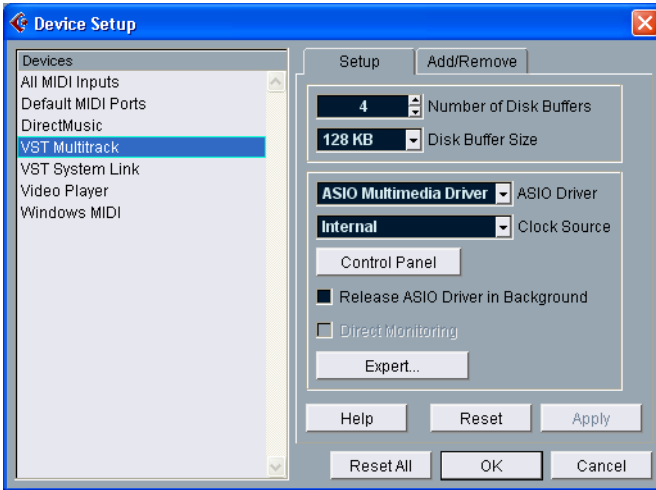 Device Setup
Devices
All MIDI Inputs
Default MIDI Ports
DirectMusic
VST Multitrack
VST System Link
Video Player
Windows MIDI
Setup
Add/Remove
4 Number of Disk Buffers
128 KB Disk Buffer Size
ASIO Multimedia Driver ASIO Driver
Internal Clock Source
Control Panel
Release ASIO Driver in Background
Direct Monitoring
Expert...
Help Reset Apply
Reset All OK Cancel